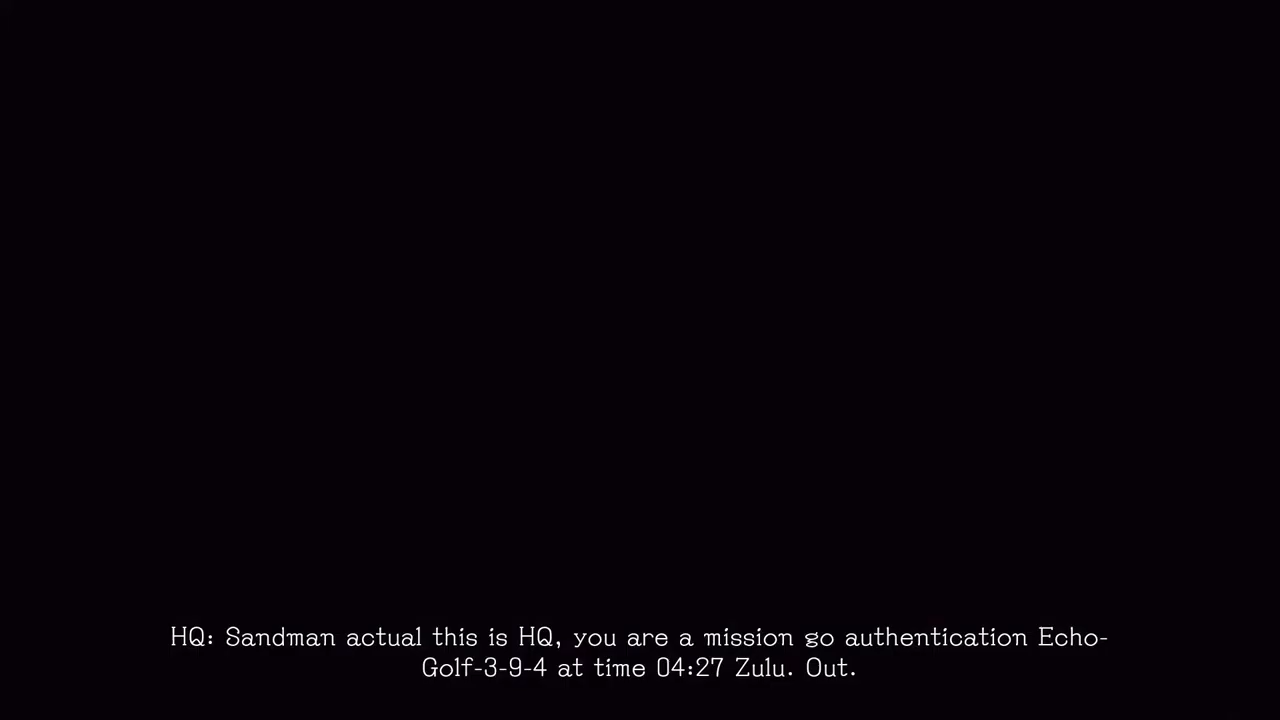 HQ: Sandman actual this is HQ, you are a mission go authentication Echo-
Golf-3-9-4 at time 04:27 Zulu. Out.